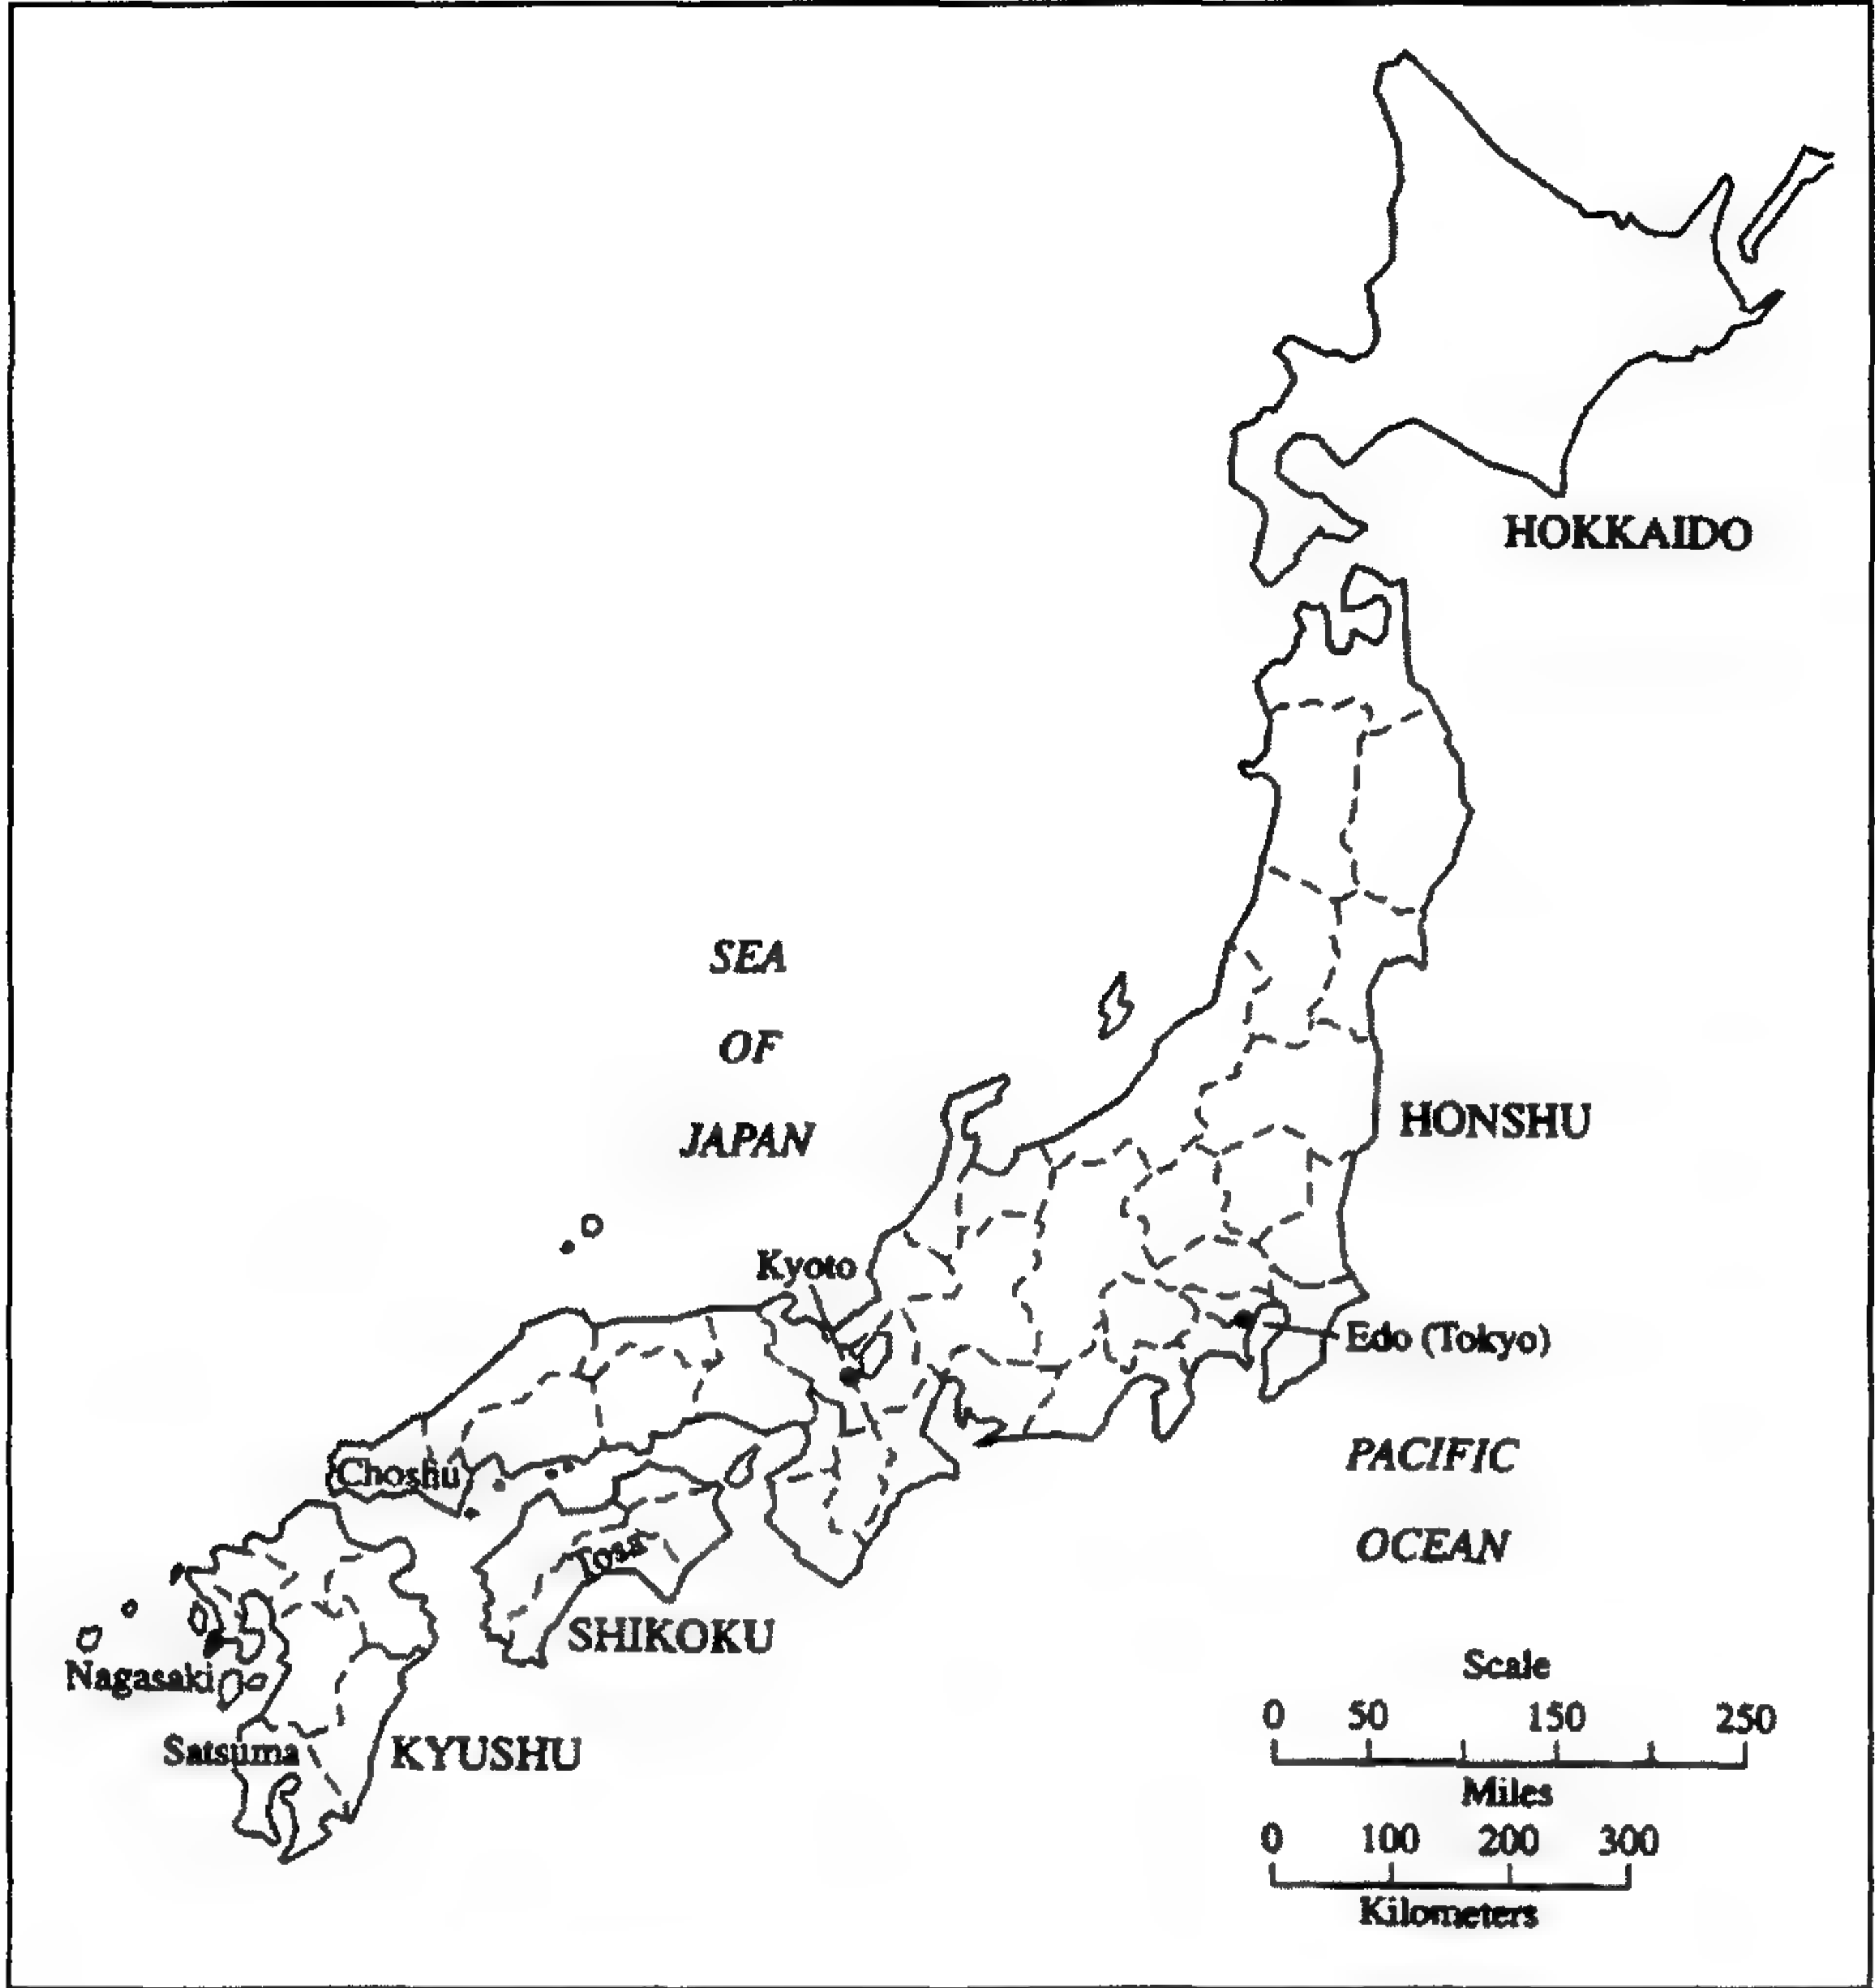 HOKKAIDO
SEA
OF
JAPAN
HONSHU
Kyoto
Edo (Tokyo)
PACIFIC
OCEAN
Choshu
Tosa
SHIKOKU
Nagasaki
Satsuma
KYUSHU
Scale
0 50 150 250
Miles
0 100 200 300
Kilometers